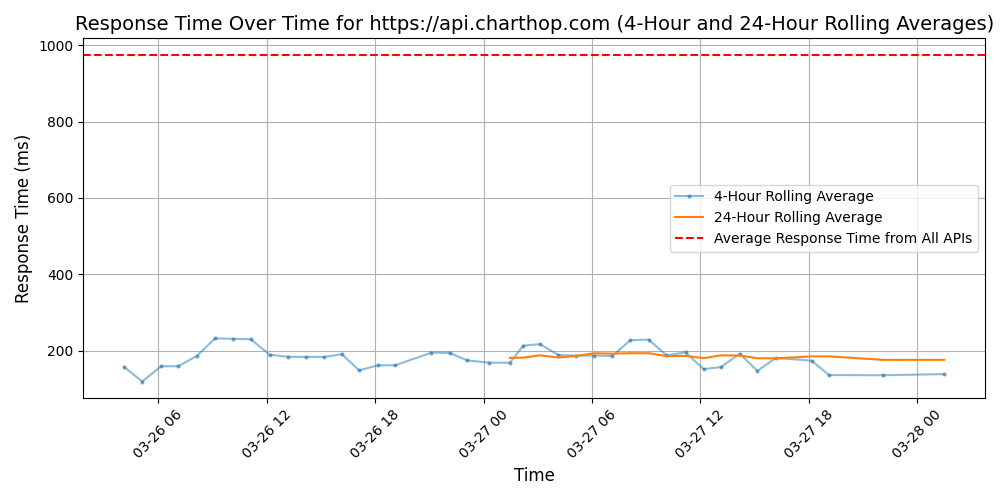 Response Time Over Time for https://api.charthop.com (4-Hour and 24-Hour Rolling Averages)
Response Time (ms)
1000
800
600
400
200
4-Hour Rolling Average
24-Hour Rolling Average
Average Response Time from All APIs
03-26 06
03-26 12
03-26 18
03-27 00
03-27 06
03-27 12
03-27 18
03-28 00
Time